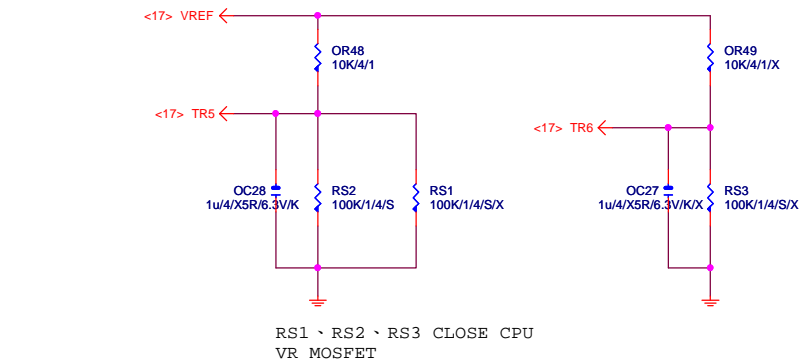 <17> VREF
OR48
10K/4/1
OR49
10K/4/1/X
<17> TR5
<17> TR6
OC28
1u/4/X5R/6.3V/K
RS2
100K/1/4/S
RS1
100K/1/4/S/X
OC27
1u/4/X5R/6.3V/K/X
RS3
100K/1/4/S/X
RS1、RS2、RS3 CLOSE CPU
VR MOSFET